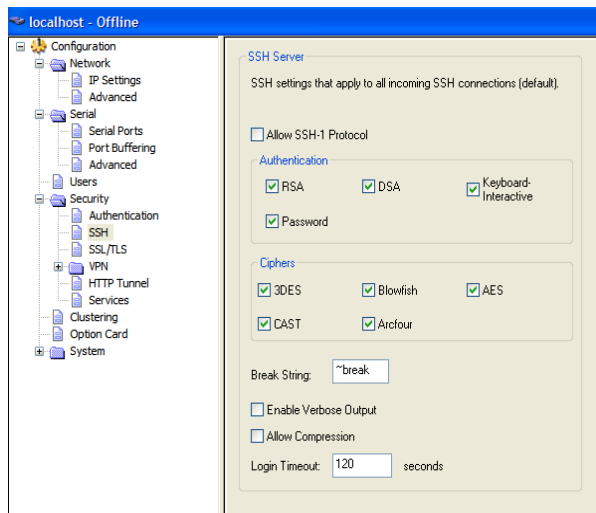 localhost - Offline
Configuration
Network
IP Settings
Advanced
Serial
Serial Ports
Port Buffering
Advanced
Users
Security
Authentication
SSH
SSL/TLS
VPN
HTTP Tunnel
Services
Clustering
Option Card
System
SSH Server
SSH settings that apply to all incoming SSH connections (default).
Allow SSH-1 Protocol
Authentication
RSA DSA Keyboard-
Interactive
Password
Ciphers
3DES Blowfish AES
CAST Arcfour
Break String: ~break
Enable Verbose Output
Allow Compression
Login Timeout: 120 seconds